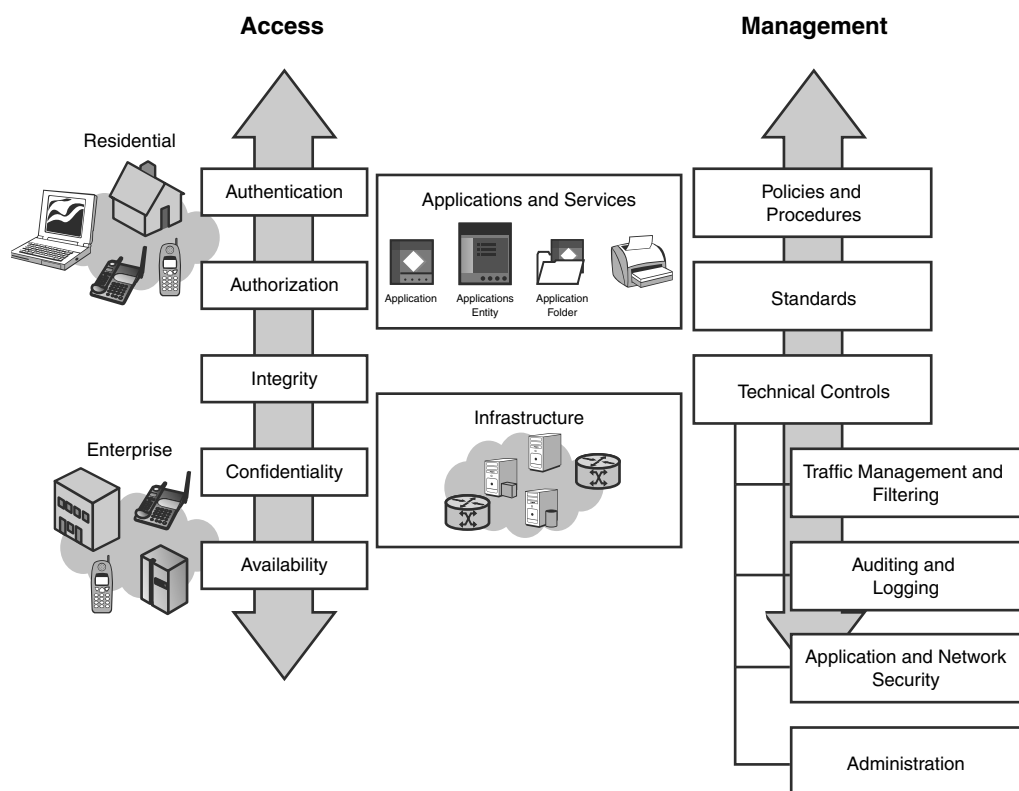 Access
Management
Residential
Authentication
Authorization
Integrity
Enterprise
Confidentiality
Availability
Applications and Services
Application
Applications
Entity
Application
Folder
Infrastructure
Policies and
Procedures
Standards
Technical Controls
Traffic Management and
Filtering
Auditing and
Logging
Application and Network
Security
Administration